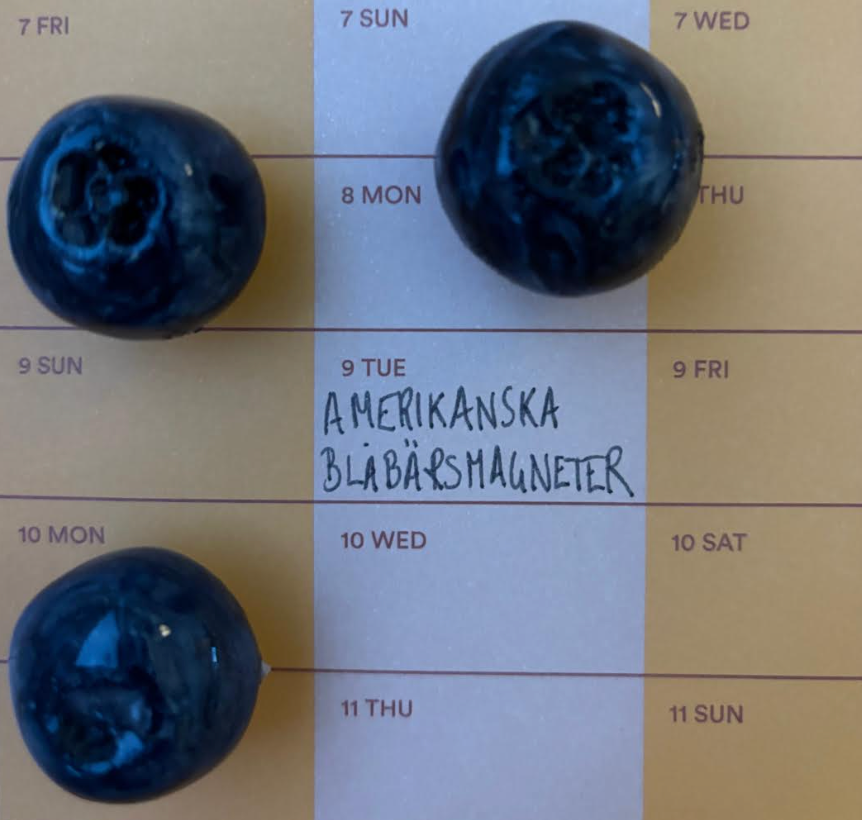 7 FRI
7 SUN
7 WED
8 MON
THU
9 SUN
9 TUE
9 FRI
AMERIKANSKA
BLÅBÄRSMAGNETER
10 MON
10 WED
10 SAT
11 THU
11 SUN